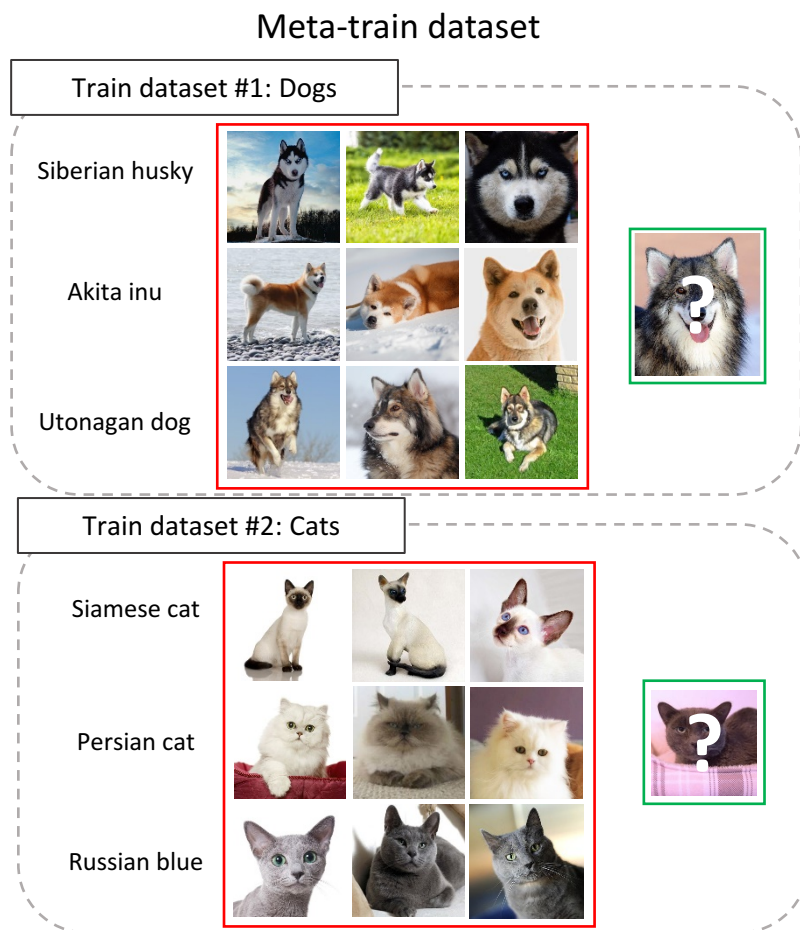 Meta-train dataset
Train dataset #1: Dogs
Siberian husky
Akita inu
?
Utonagan dog
Train dataset #2: Cats
Siamese cat
Persian cat
?
Russian blue